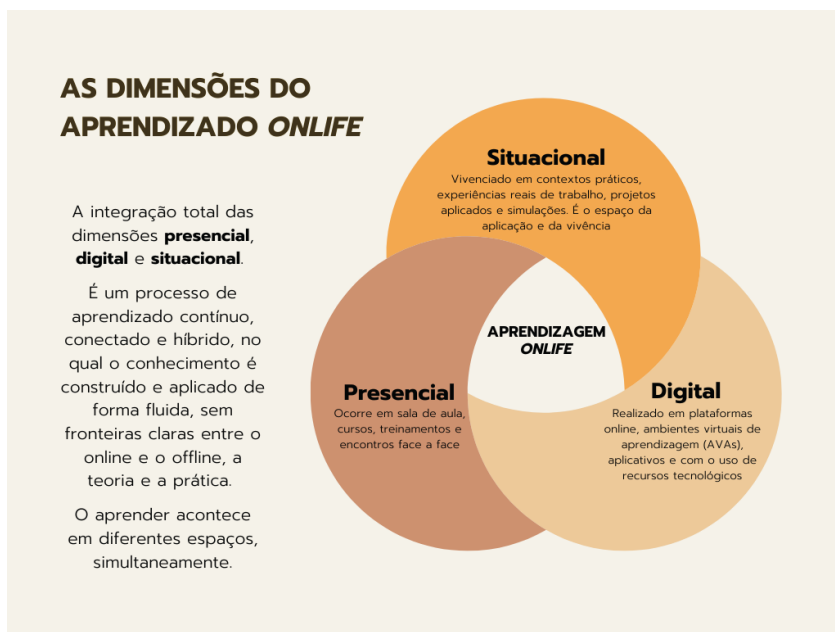 AS DIMENSÕES DO
APRENDIZADO ONLIFE
A integração total das
dimensões presencial,
digital e situacional.
É um processo de
aprendizado contínuo,
conectado e híbrido, no
qual o conhecimento é
construído e aplicado de
forma fluida, sem
fronteiras claras entre o
online e o offline, a
teoria e a prática.
O aprender acontece
em diferentes espaços,
simultaneamente.
Situacional
Vivenciado em contextos práticos,
experiências reais de trabalho, projetos
aplicados e simulações. É o espaço da
aplicação e da vivência
APRENDIZAGEM
ONLIFE
Presencial
Ocorre em sala de aula,
cursos, treinamentos e
encontros face a face
Digital
Realizado em plataformas
online, ambientes virtuais de
aprendizagem (AVAs),
aplicativos e com o uso de
recursos tecnológicos